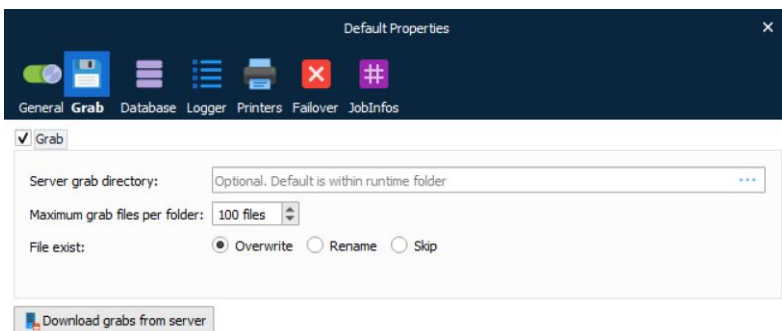 Default Properties
General Grab Database Logger Printers Failover JobInfos
Grab
Server grab directory: Optional. Default is within runtime folder ...
Maximum grab files per folder: 100 files
File exist: Overwrite Rename Skip
Download grabs from server